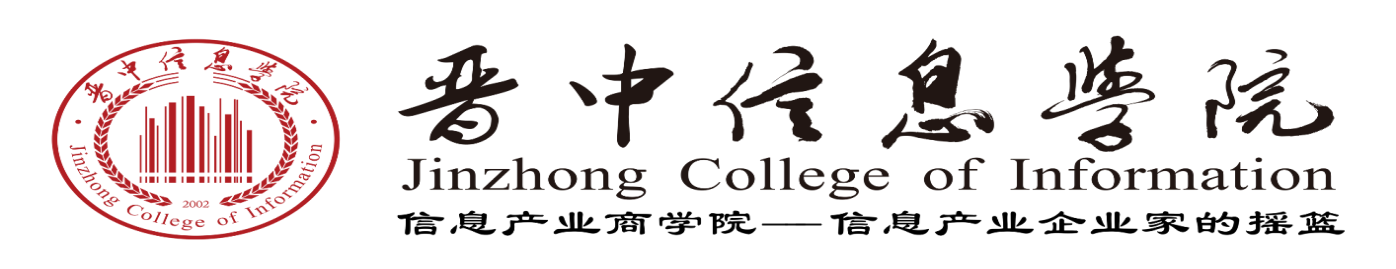 晋中信息学院
Jinzhong College of Information
2002
晋中信息学院
Jinzhong College of Information
信息产业商学院——信息产业企业家的摇篮